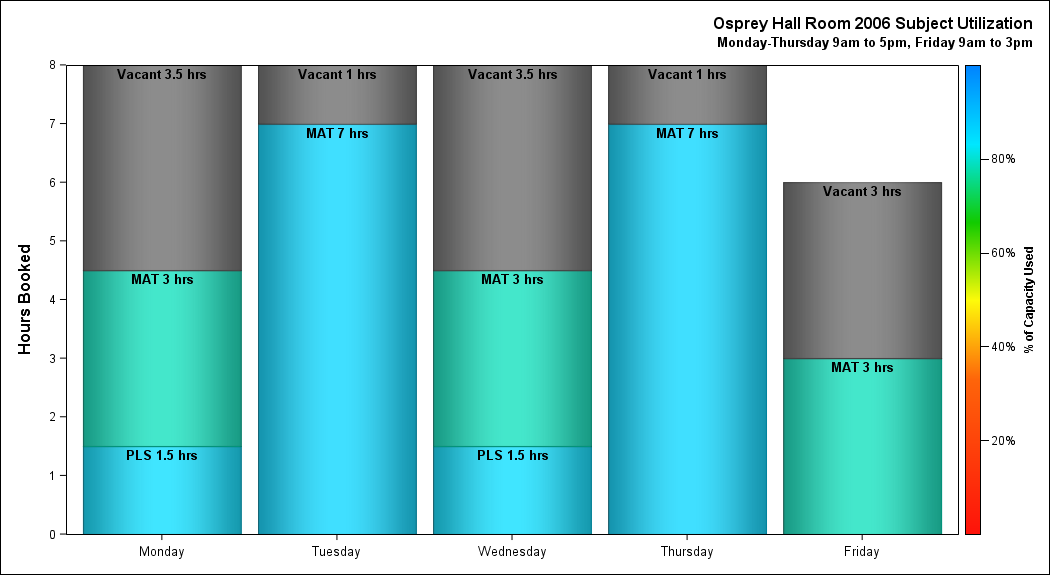 Osprey Hall Room 2006 Subject Utilization
Monday-Thursday 9am to 5pm, Friday 9am to 3pm
Hours Booked
8
7
6
5
4
3
2
1
0
Vacant 3.5 hrs
MAT 3 hrs
PLS 1.5 hrs
Vacant 1 hrs
MAT 7 hrs
Vacant 3.5 hrs
MAT 3 hrs
PLS 1.5 hrs
Vacant 1 hrs
MAT 7 hrs
Vacant 3 hrs
MAT 3 hrs
Monday
Tuesday
Wednesday
Thursday
Friday
80%
60%
40%
20%
% of Capacity Used